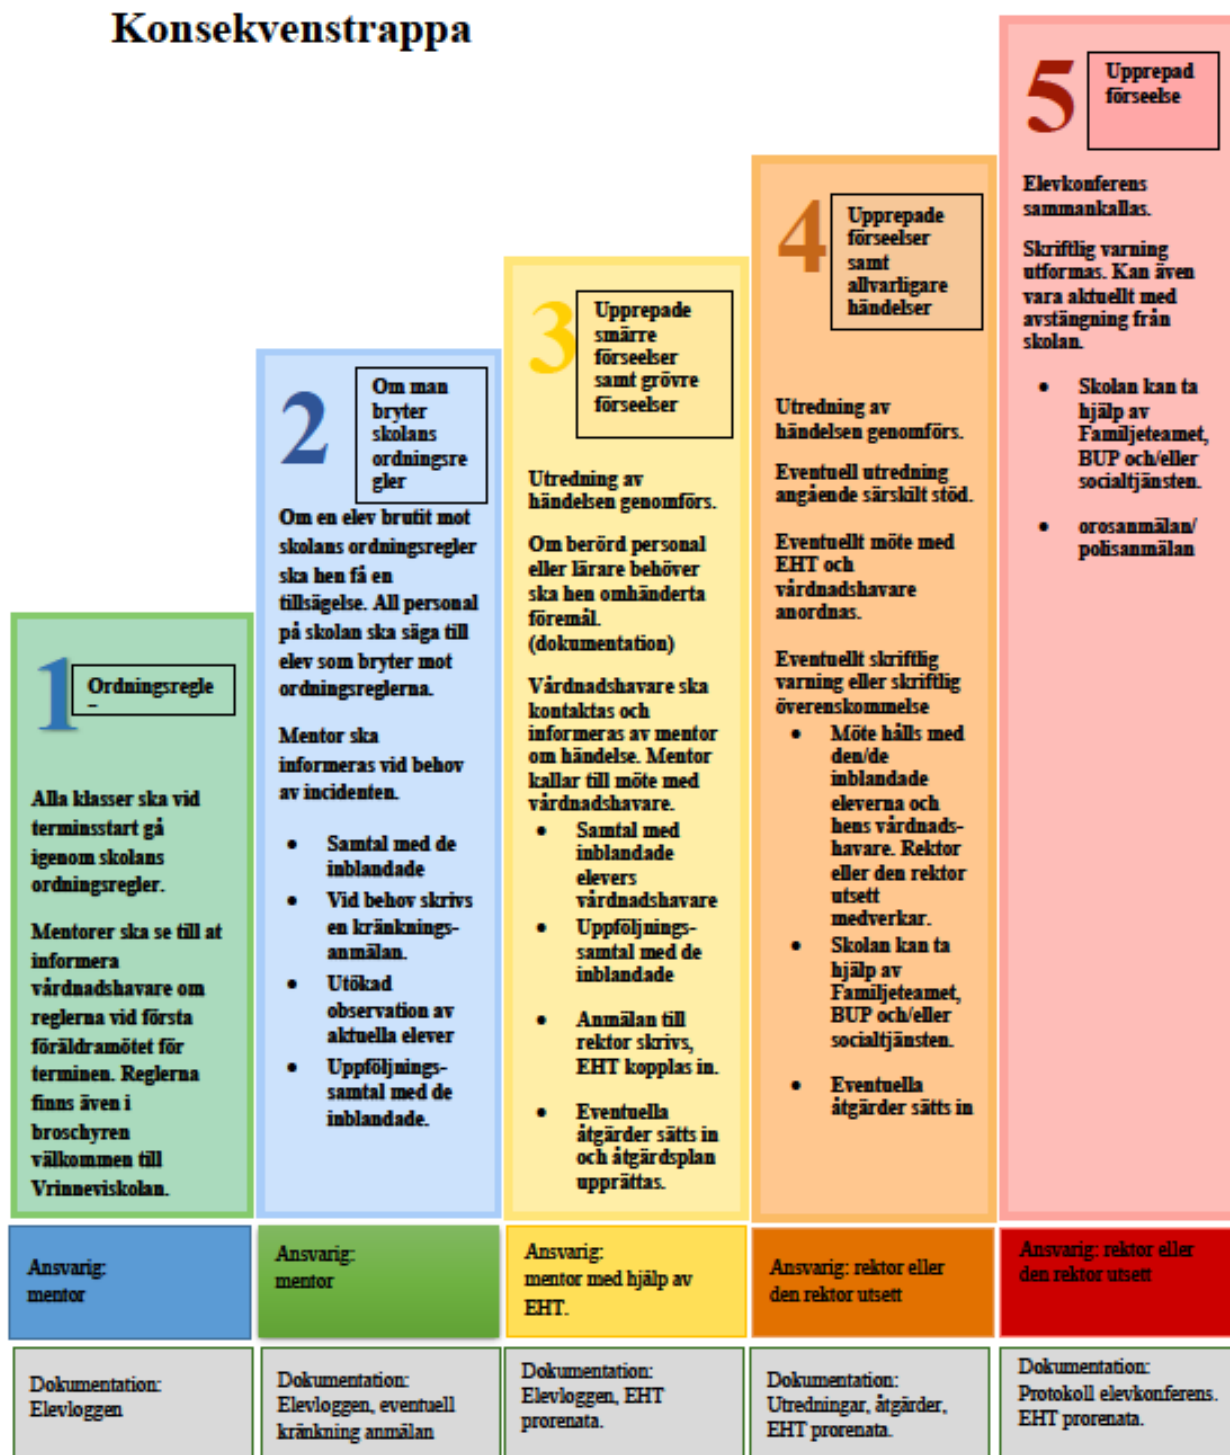 Konsekvenstrappa
1
Ordningsregle
Alla klasser ska vid
terminsstart gå
igenom skolans
ordningsregler.
Mentorer ska se till at
informera
vårdnadshavare om
reglerna vid första
föräldramötet för
terminen. Reglerna
finns även i
broschyren
välkommen till
Vrinneviskolan.
Ansvarig:
mentor
Dokumentation:
Elevloggen
2
Om man
bryter
skolans
ordningsre
gler
Om en elev brutit mot
skolans ordningsregler
ska hen få en
tillsägelse. All personal
på skolan ska säga till
elev som bryter mot
ordningsreglerna.
Mentor ska
informeras vid behov
av incidenten.
• Samtal med de
inblandade
• Vid behov skrivs
en kränknings-
anmälan.
• Utökad
observation av
aktuella elever
• Uppföljnings-
samtal med de
inblandade.
Ansvarig:
mentor
Dokumentation:
Elevloggen, eventuell
kränkning anmälan
3
Upprepade
smärre
förseelser
samt grövre
förseelser
Utredning av
händelsen genomförs.
Om berörd personal
eller lärare behöver
ska hen omhänderta
föremål.
(dokumentation)
Vårdnadshavare ska
kontaktas och
informeras av mentor
om händelse. Mentor
kallar till möte med
vårdnadshavare.
• Samtal med
inblandade
elevers
vårdnadshavare
• Uppföljnings-
samtal med de
inblandade
• Anmälan till
rektor skrivs,
EHT kopplas in.
• Eventuella
åtgärder sätts in
och åtgärdsplan
upprättas.
Ansvarig:
mentor med hjälp av
EHT.
Dokumentation:
Elevloggen, EHT
prorenata.
4
Upprepade
förseelser
samt
allvarligare
händelser
Utredning av
händelsen genomförs.
Eventuell utredning
angående särskilt stöd.
Eventuellt möte med
EHT och
vårdnadshavare
anordnas.
Eventuellt skriftlig
varning eller skriftlig
överenskommelse
• Möte hålls med
den/de
inblandade
eleverna och
hens vårdnads-
havare. Rektor
eller den rektor
utsett
medverkar.
• Skolan kan ta
hjälp av
Familjeteamet,
BUP och/eller
socialtjänsten.
• Eventuella
åtgärder sätts in
Ansvarig: rektor eller
den rektor utsett
Dokumentation:
Utredningar, åtgärder,
EHT prorenata.
5
Upprepad
förseelse
Elevkonferens
sammankallas.
Skriftlig varning
utformas. Kan även
vara aktuellt med
avstängning från
skolan.
• Skolan kan ta
hjälp av
Familjeteamet,
BUP och/eller
socialtjänsten.
• orosanmälan/
polisanmälan
Ansvarig: rektor eller
den rektor utsett
Dokumentation:
Protokoll elevkonferens.
EHT prorenata.